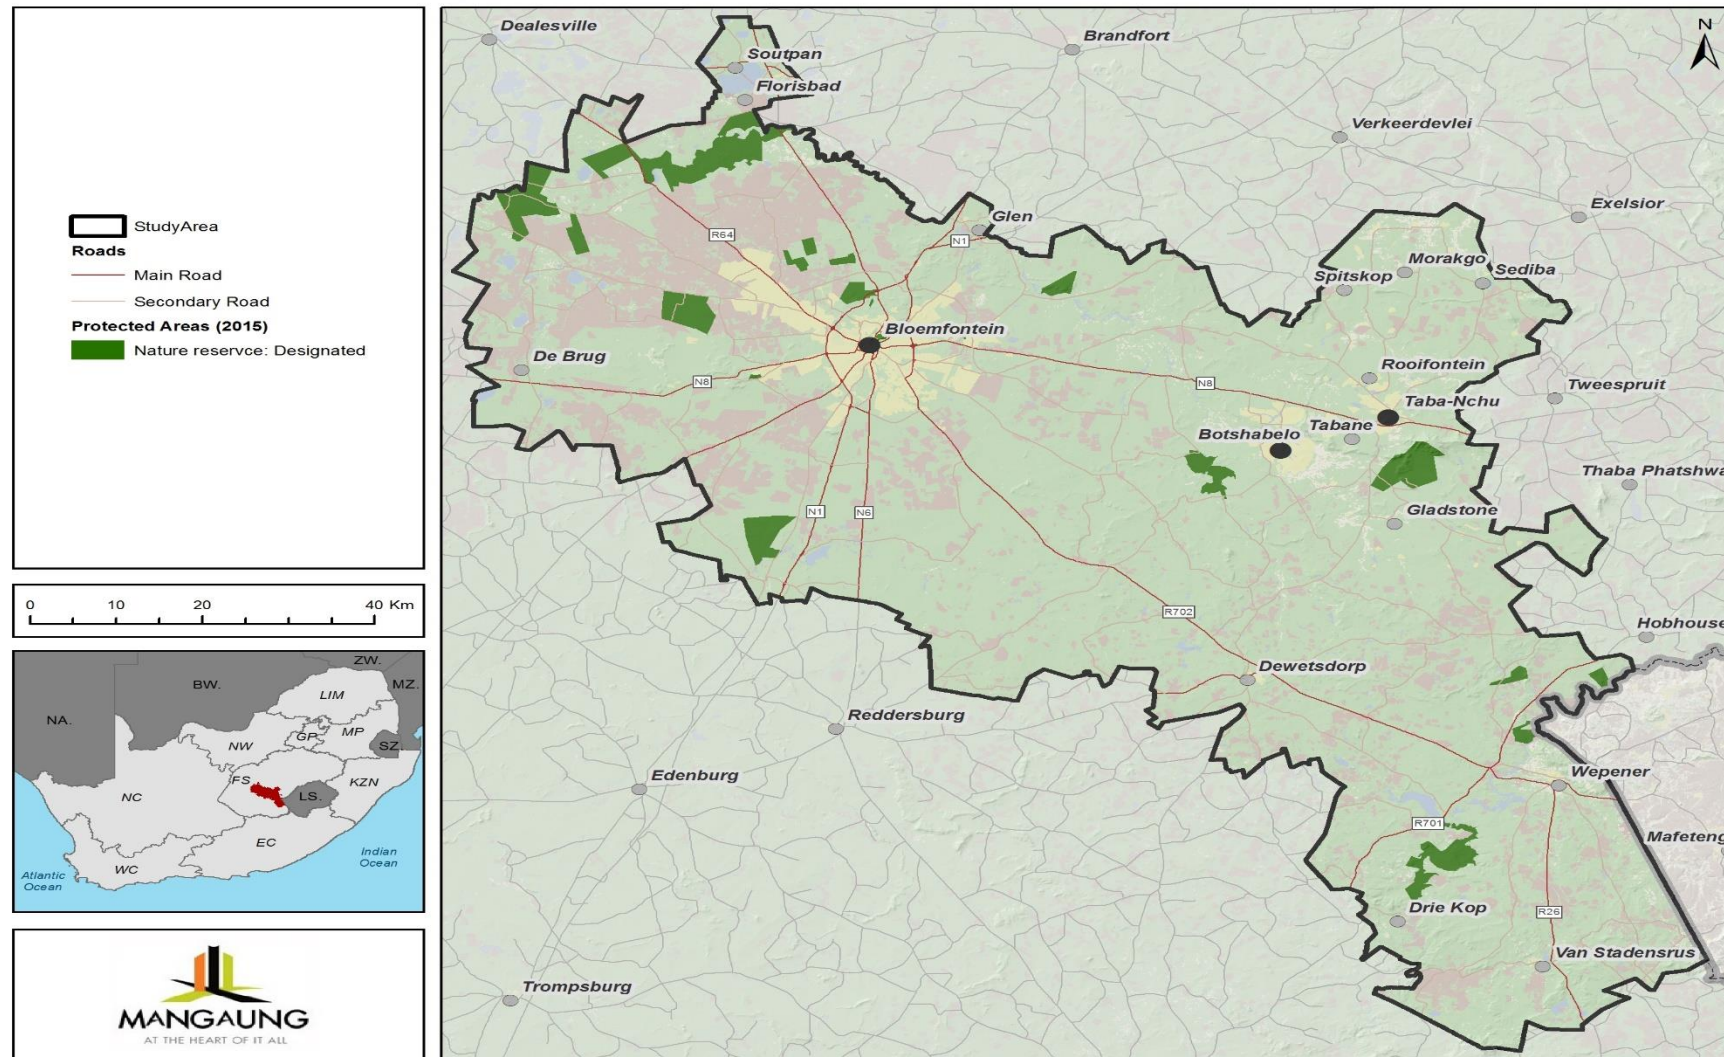 StudyArea
Roads
Main Road
Secondary Road
Protected Areas (2015)
Nature reservce: Designated
0 10 20 40 Km
NA.
BW.
ZW.
MZ.
LIM
NW
GP
MP
SZ.
FS
KZN
NC
LS.
EC
WC
Atlantic
Ocean
Indian
Ocean
MANGAUNG
AT THE HEART OF IT ALL
N
Dealesville
Brandfort
Soutpan
Florisbad
Verkeerdevlei
Exelsior
Glen
R64
N1
Morakgo
Sediba
Spitskop
Bloemfontein
De Brug
N8
N8
Rooifontein
Tweespruit
Taba-Nchu
Tabane
Botshabelo
Thaba Phatshwa
Gladstone
N1
N6
R702
Hobhouse
Dewetsdorp
Reddersburg
Edenburg
Wepener
R701
Mafeteng
Drie Kop
R26
Van Stadensrus
Trompsburg